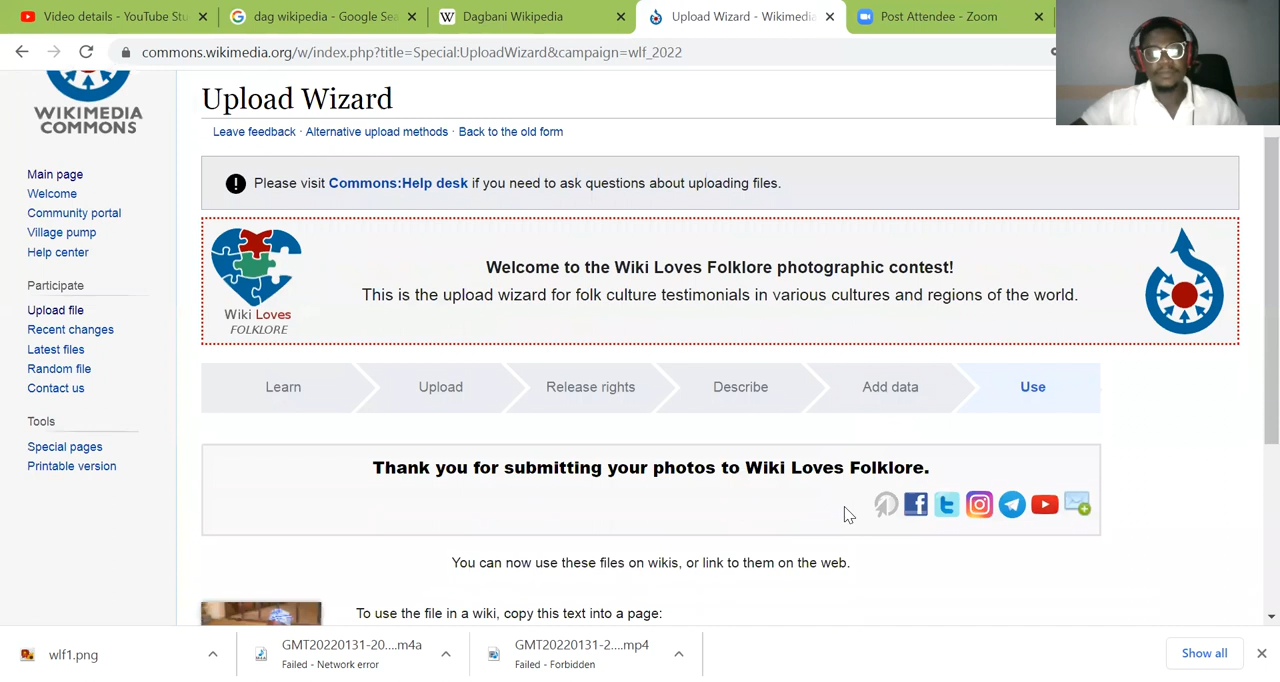 Video details - YouTube Stu
dag wikipedia - Google Sea
Dagbani Wikipedia
Upload Wizard - Wikimedia
Post Attendee - Zoom
commons.wikimedia.org/w/index.php?title=Special:UploadWizard&campaign=wlf_2022
WIKIMEDIA
COMMONS
Main page
Welcome
Community portal
Village pump
Help center
Participate
Upload file
Recent changes
Latest files
Random file
Contact us
Tools
Special pages
Printable version
Upload Wizard
Leave feedback · Alternative upload methods · Back to the old form
Please visit Commons:Help desk if you need to ask questions about uploading files.
Wiki Loves
FOLKLORE
Welcome to the Wiki Loves Folklore photographic contest!
This is the upload wizard for folk culture testimonials in various cultures and regions of the world.
Learn
Upload
Release rights
Describe
Add data
Use
Thank you for submitting your photos to Wiki Loves Folklore.
You can now use these files on wikis, or link to them on the web.
To use the file in a wiki, copy this text into a page:
wlf1.png
GMT20220131-20....m4a
Failed - Network error
GMT20220131-2....mp4
Failed - Forbidden
Show all